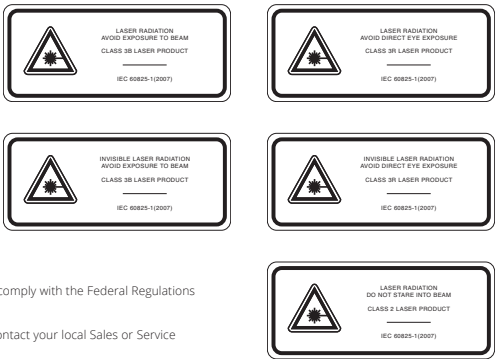 LASER RADIATION
AVOID EXPOSURE TO BEAM
CLASS 3B LASER PRODUCT
IEC 60825-1(2007)
LASER RADIATION
AVOID DIRECT EYE EXPOSURE
CLASS 3R LASER PRODUCT
IEC 60825-1(2007)
INVISIBLE LASER RADIATION
AVOID EXPOSURE TO BEAM
CLASS 3B LASER PRODUCT
IEC 60825-1(2007)
INVISIBLE LASER RADIATION
AVOID DIRECT EYE EXPOSURE
CLASS 3R LASER PRODUCT
IEC 60825-1(2007)
comply with the Federal Regulations
ontact your local Sales or Service
LASER RADIATION
DO NOT STARE INTO BEAM
CLASS 2 LASER PRODUCT
IEC 60825-1(2007)